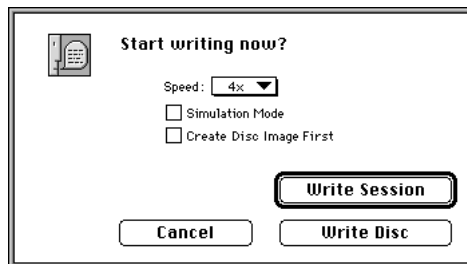 Start writing now?
Speed: 4x
Simulation Mode
Create Disc Image First
Write Session
Cancel Write Disc